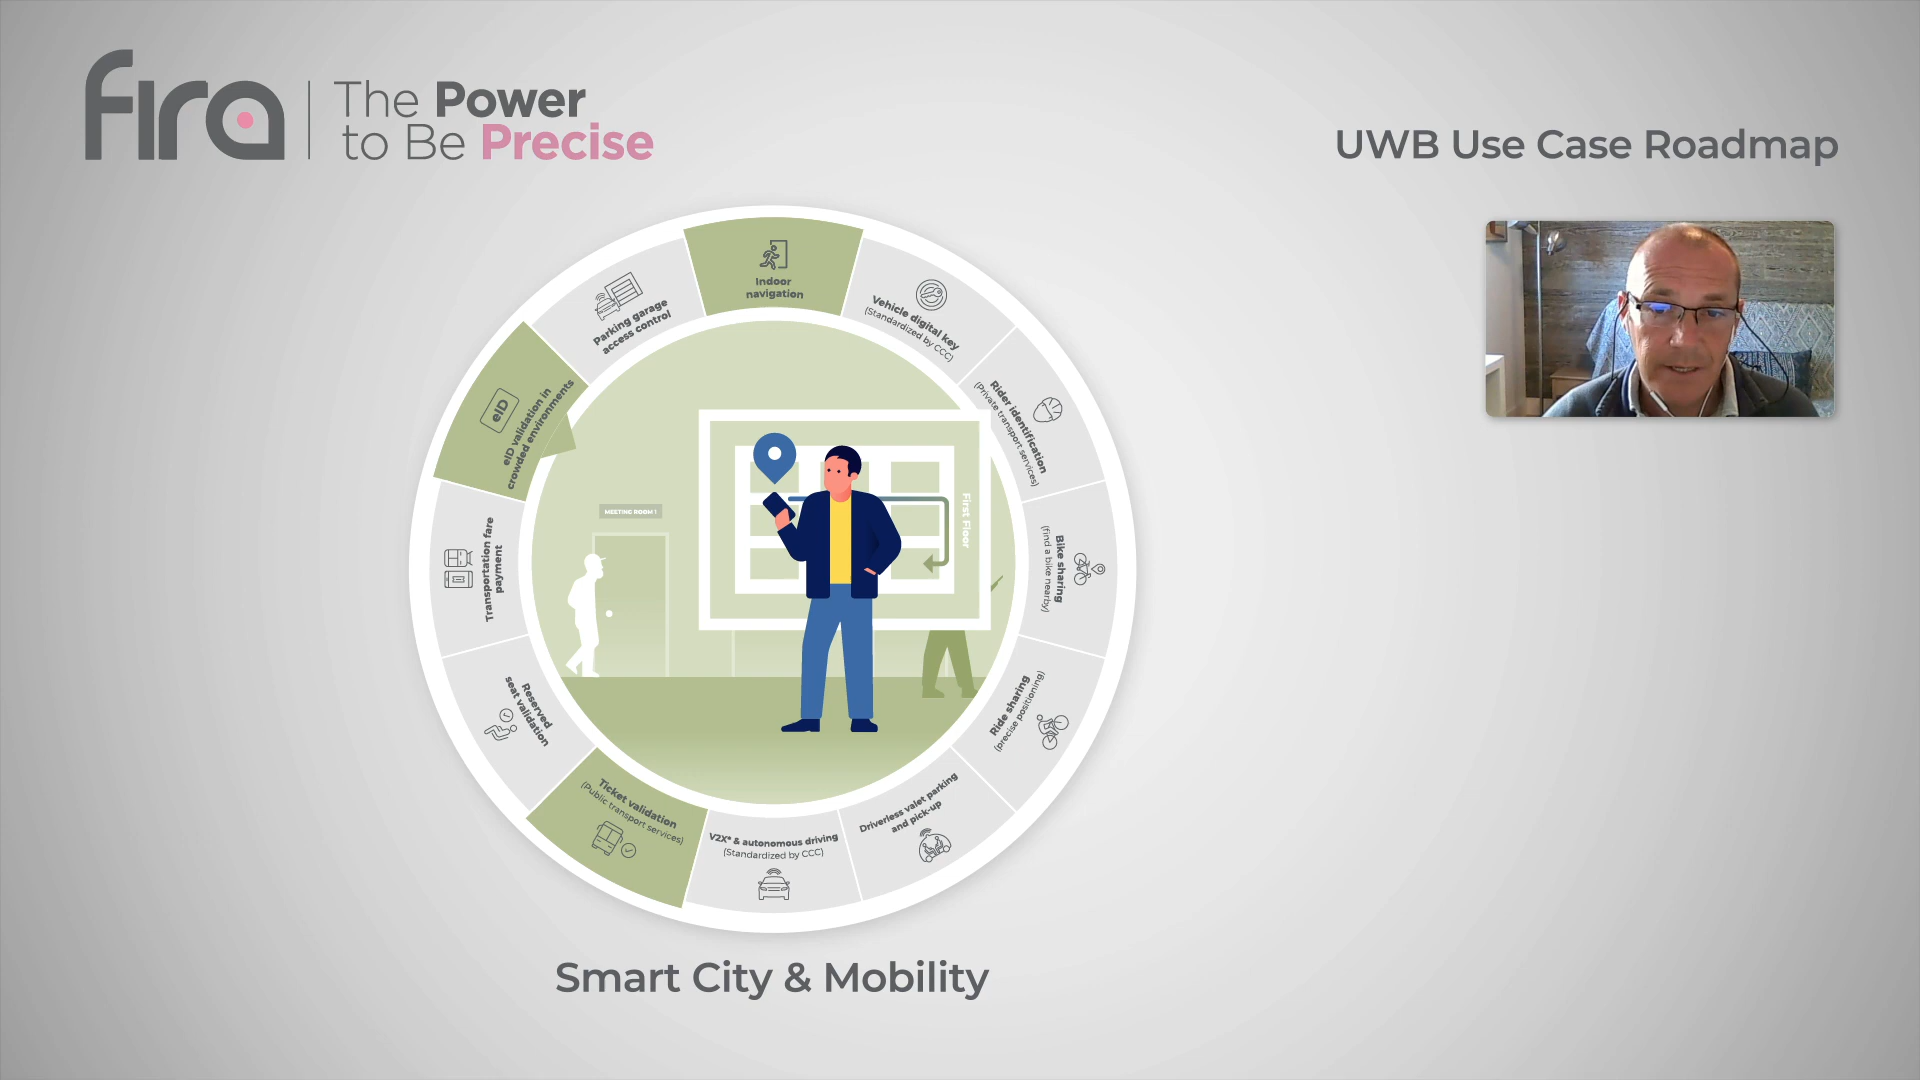 fira
The Power
to Be Precise
UWB Use Case Roadmap
Indoor
navigation
Vehicle digital key
(Standardized by CCC)
Rider identification
(Private transport services)
Bike sharing
(find a bike nearby)
Ride sharing
(precise positioning)
Driverless valet parking
and pick-up
V2X* & autonomous driving
(Standardized by CCC)
Ticket validation
(Public transport services)
Reserved
seat validation
Transportation fare
payment
eID
eID validation in
crowded environments
Parking garage
access control
MEETING ROOM 1
First Floor
Smart City & Mobility